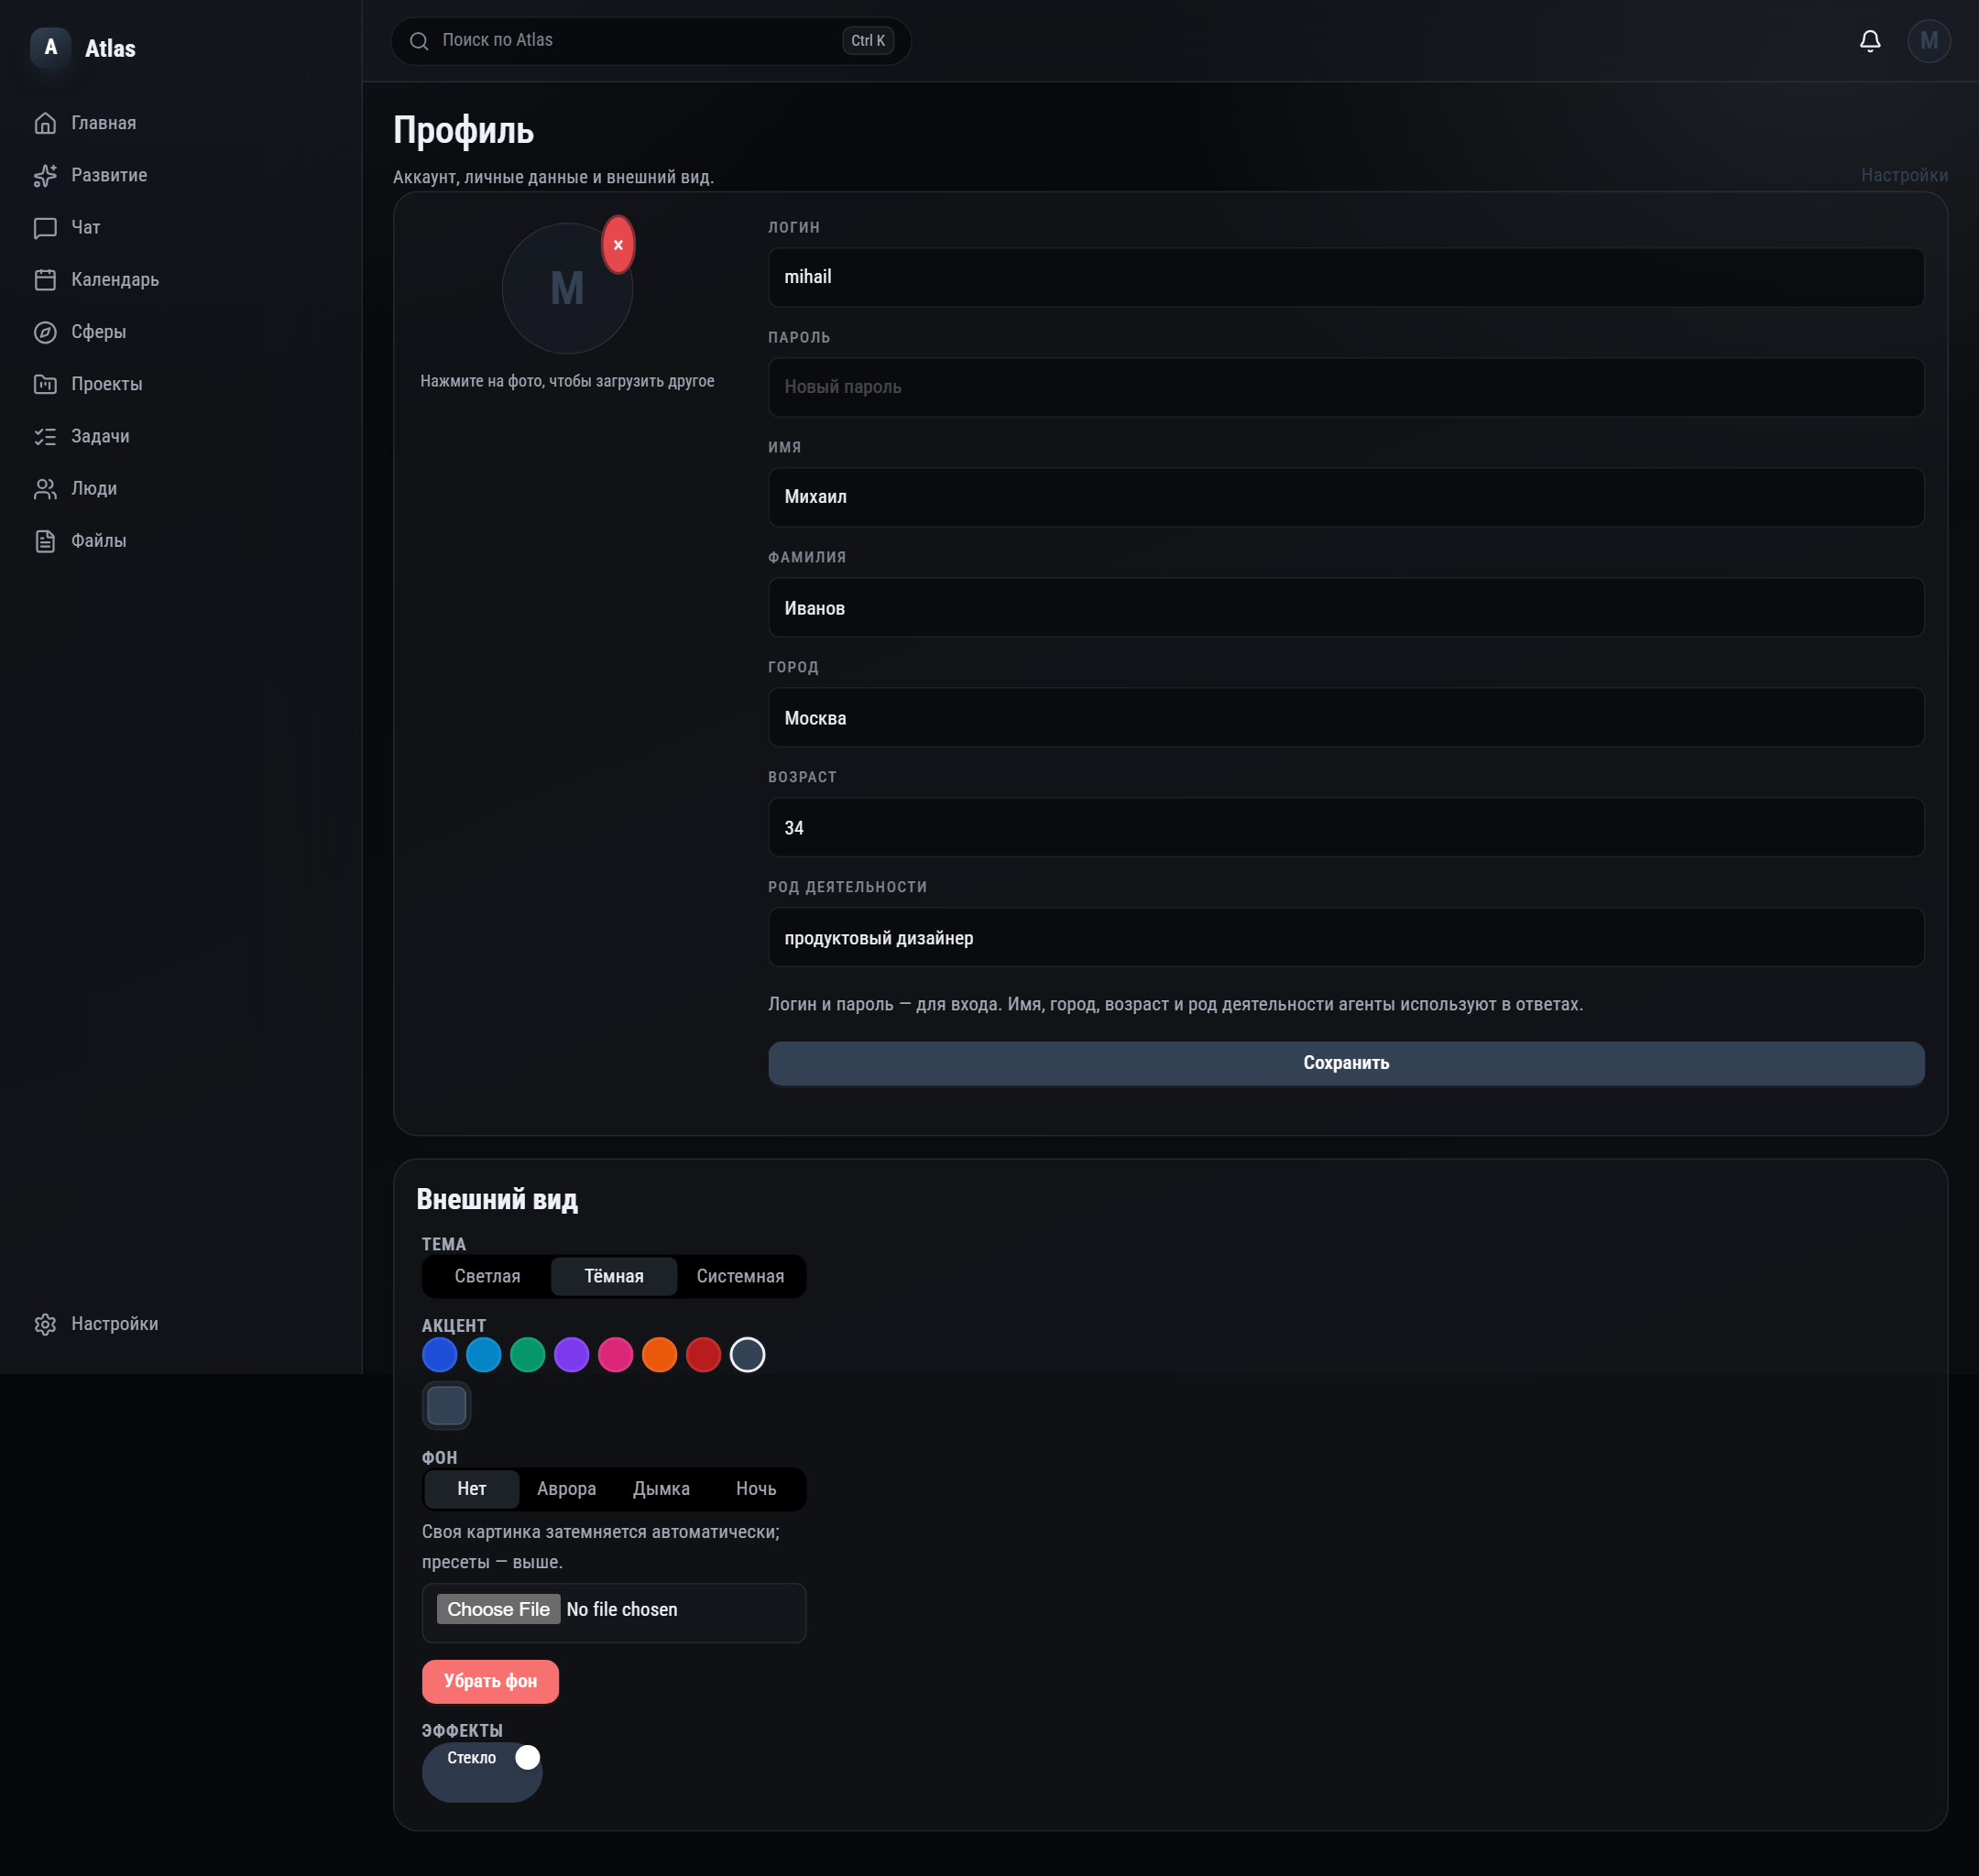 A
Atlas
Поиск по Atlas
Ctrl K
М
Главная
Развитие
Чат
Календарь
Сферы
Проекты
Задачи
Люди
Файлы
Настройки
Профиль
Аккаунт, личные данные и внешний вид.
Настройки
М
×
Нажмите на фото, чтобы загрузить другое
ЛОГИН
mihail
ПАРОЛЬ
Новый пароль
ИМЯ
Михаил
ФАМИЛИЯ
Иванов
ГОРОД
Москва
ВОЗРАСТ
34
РОД ДЕЯТЕЛЬНОСТИ
продуктовый дизайнер
Логин и пароль — для входа. Имя, город, возраст и род деятельности агенты используют в ответах.
Сохранить
Внешний вид
ТЕМА
Светлая Тёмная Системная
АКЦЕНТ
ФОН
Нет Аврора Дымка Ночь
Своя картинка затемняется автоматически;
пресеты — выше.
Choose File No file chosen
Убрать фон
ЭФФЕКТЫ
Стекло